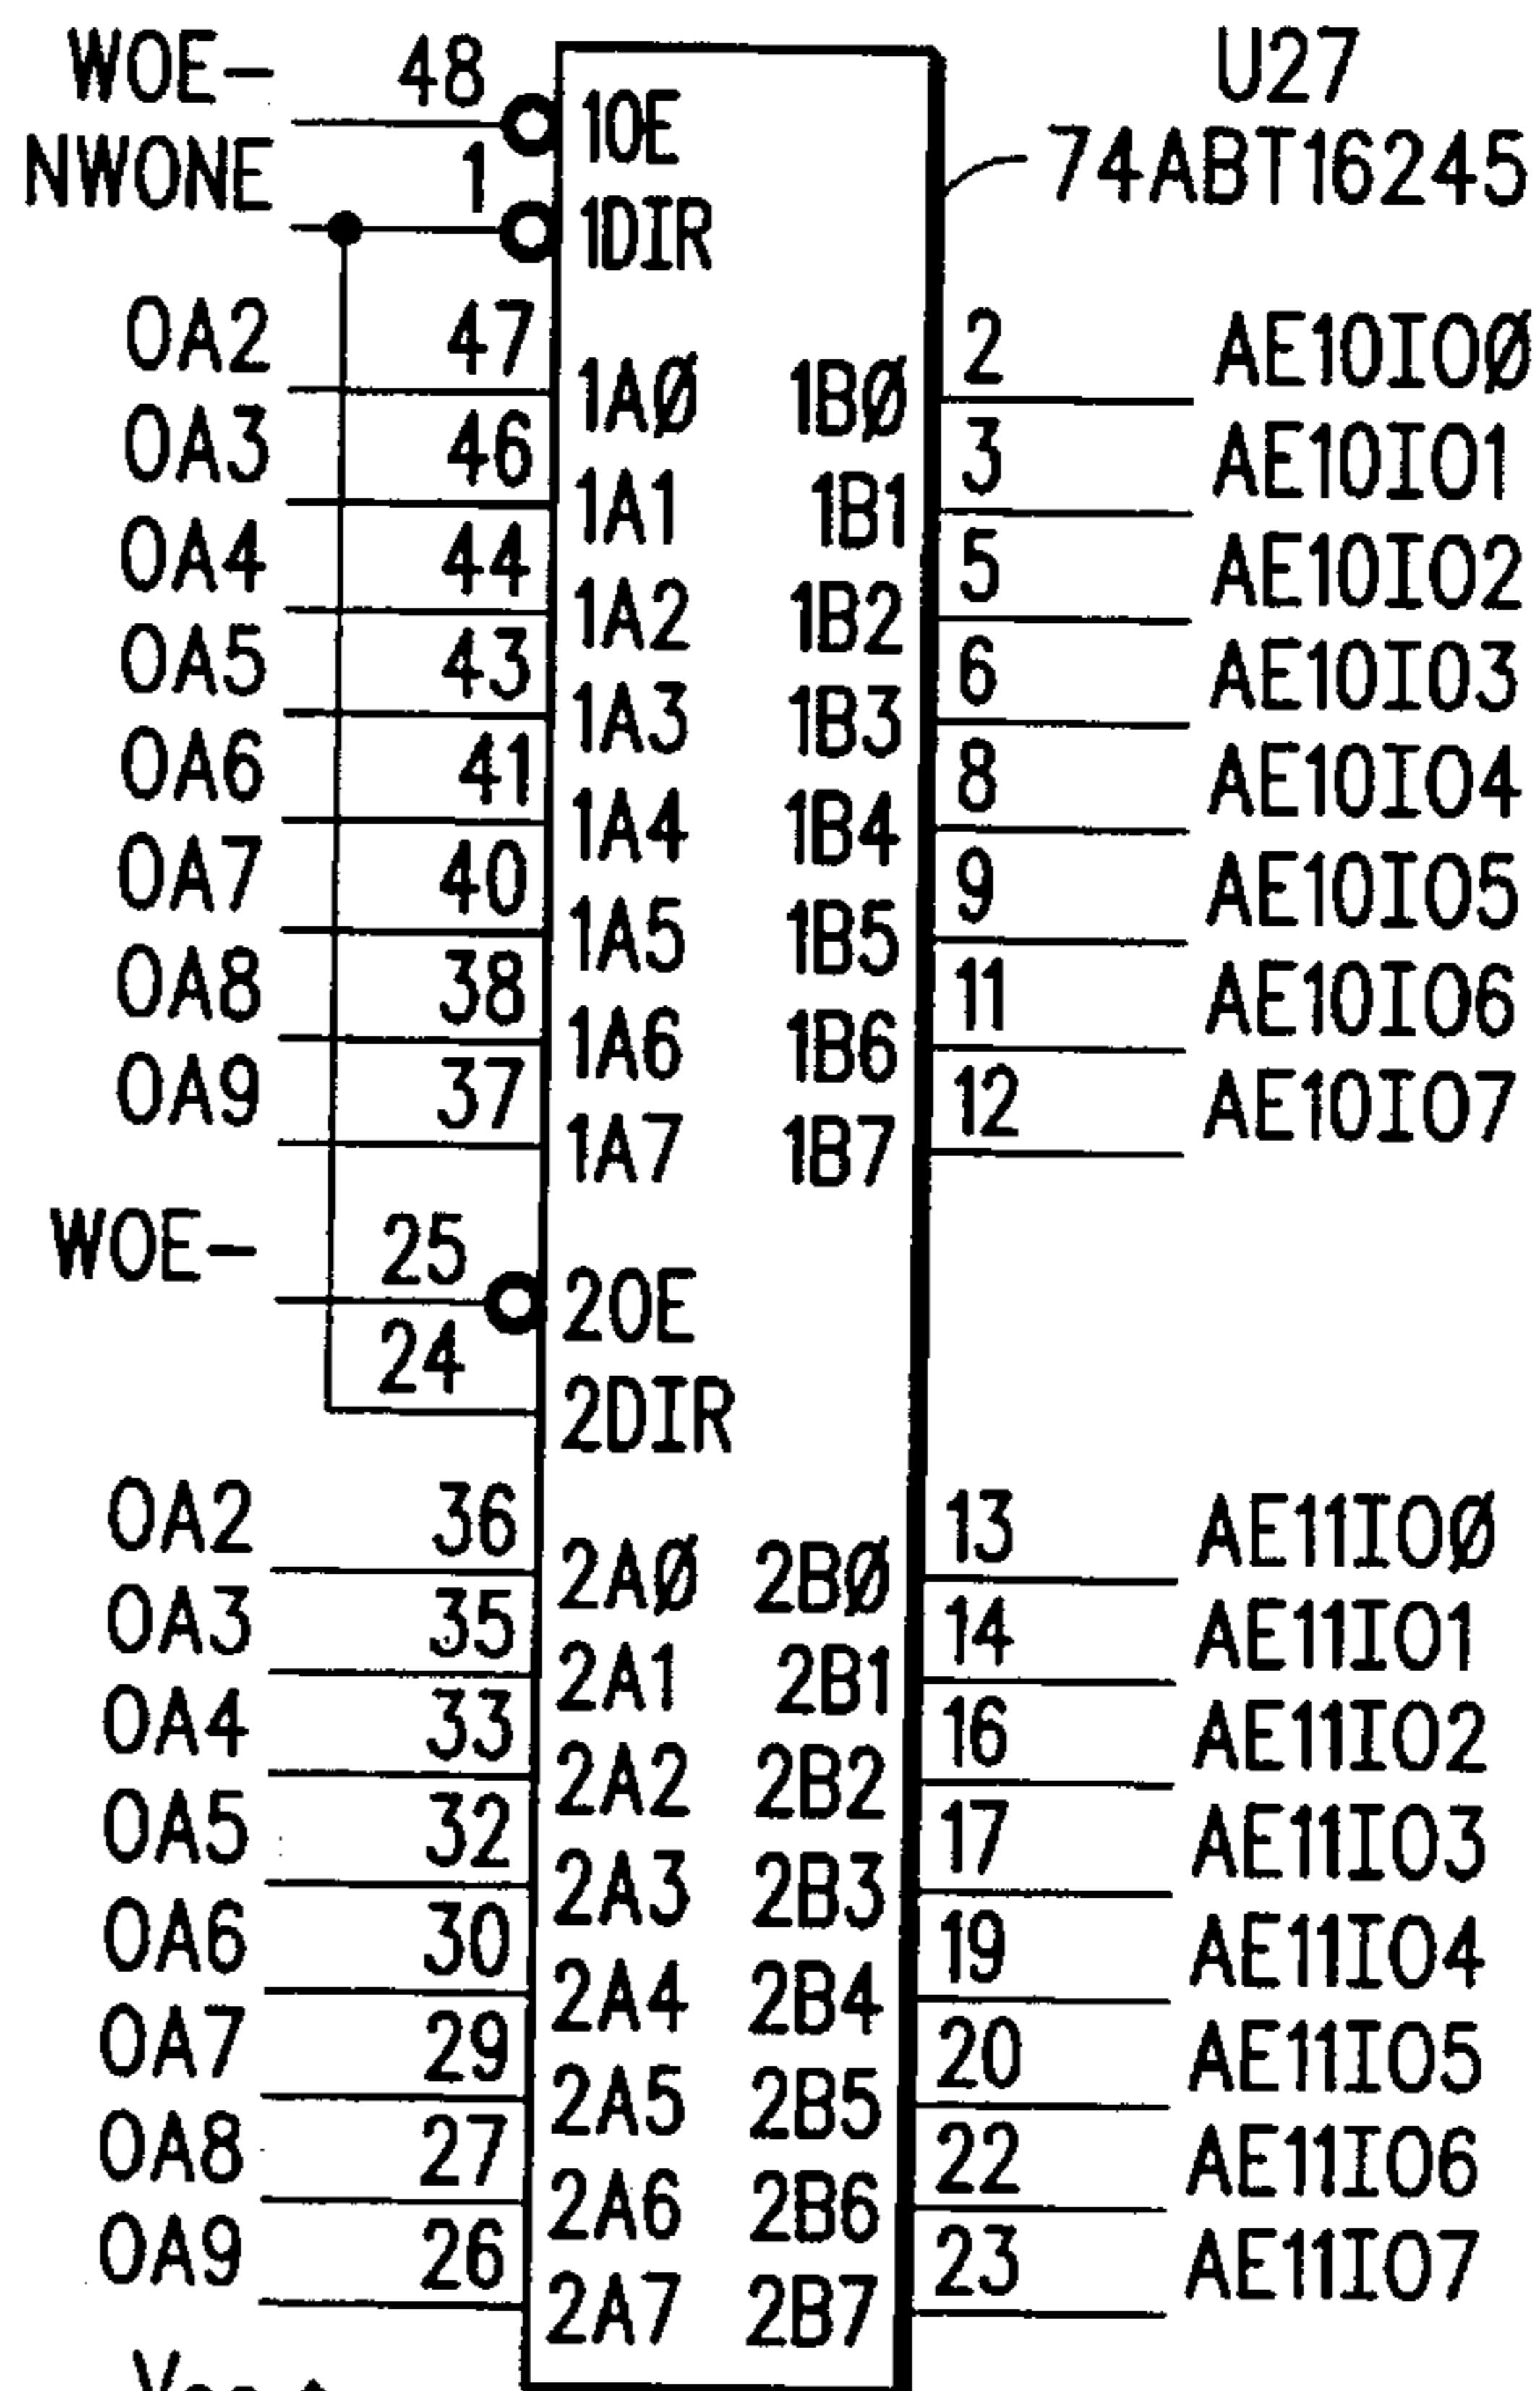 U27
74ABT16245
WOE- 48 1OE
NWONE 1 1DIR
OA2 47 1AØ 1BØ 2 AE10IOØ
OA3 46 1A1 1B1 3 AE10IO1
OA4 44 1A2 1B2 5 AE10IO2
OA5 43 1A3 1B3 6 AE10IO3
OA6 41 1A4 1B4 8 AE10IO4
OA7 40 1A5 1B5 9 AE10IO5
OA8 38 1A6 1B6 11 AE10IO6
OA9 37 1A7 1B7 12 AE10IO7
WOE- 25 2OE
24 2DIR
OA2 36 2AØ 2BØ 13 AE11IOØ
OA3 35 2A1 2B1 14 AE11IO1
OA4 33 2A2 2B2 16 AE11IO2
OA5 32 2A3 2B3 17 AE11IO3
OA6 30 2A4 2B4 19 AE11IO4
OA7 29 2A5 2B5 20 AE11IO5
OA8 27 2A6 2B6 22 AE11IO6
OA9 26 2A7 2B7 23 AE11IO7